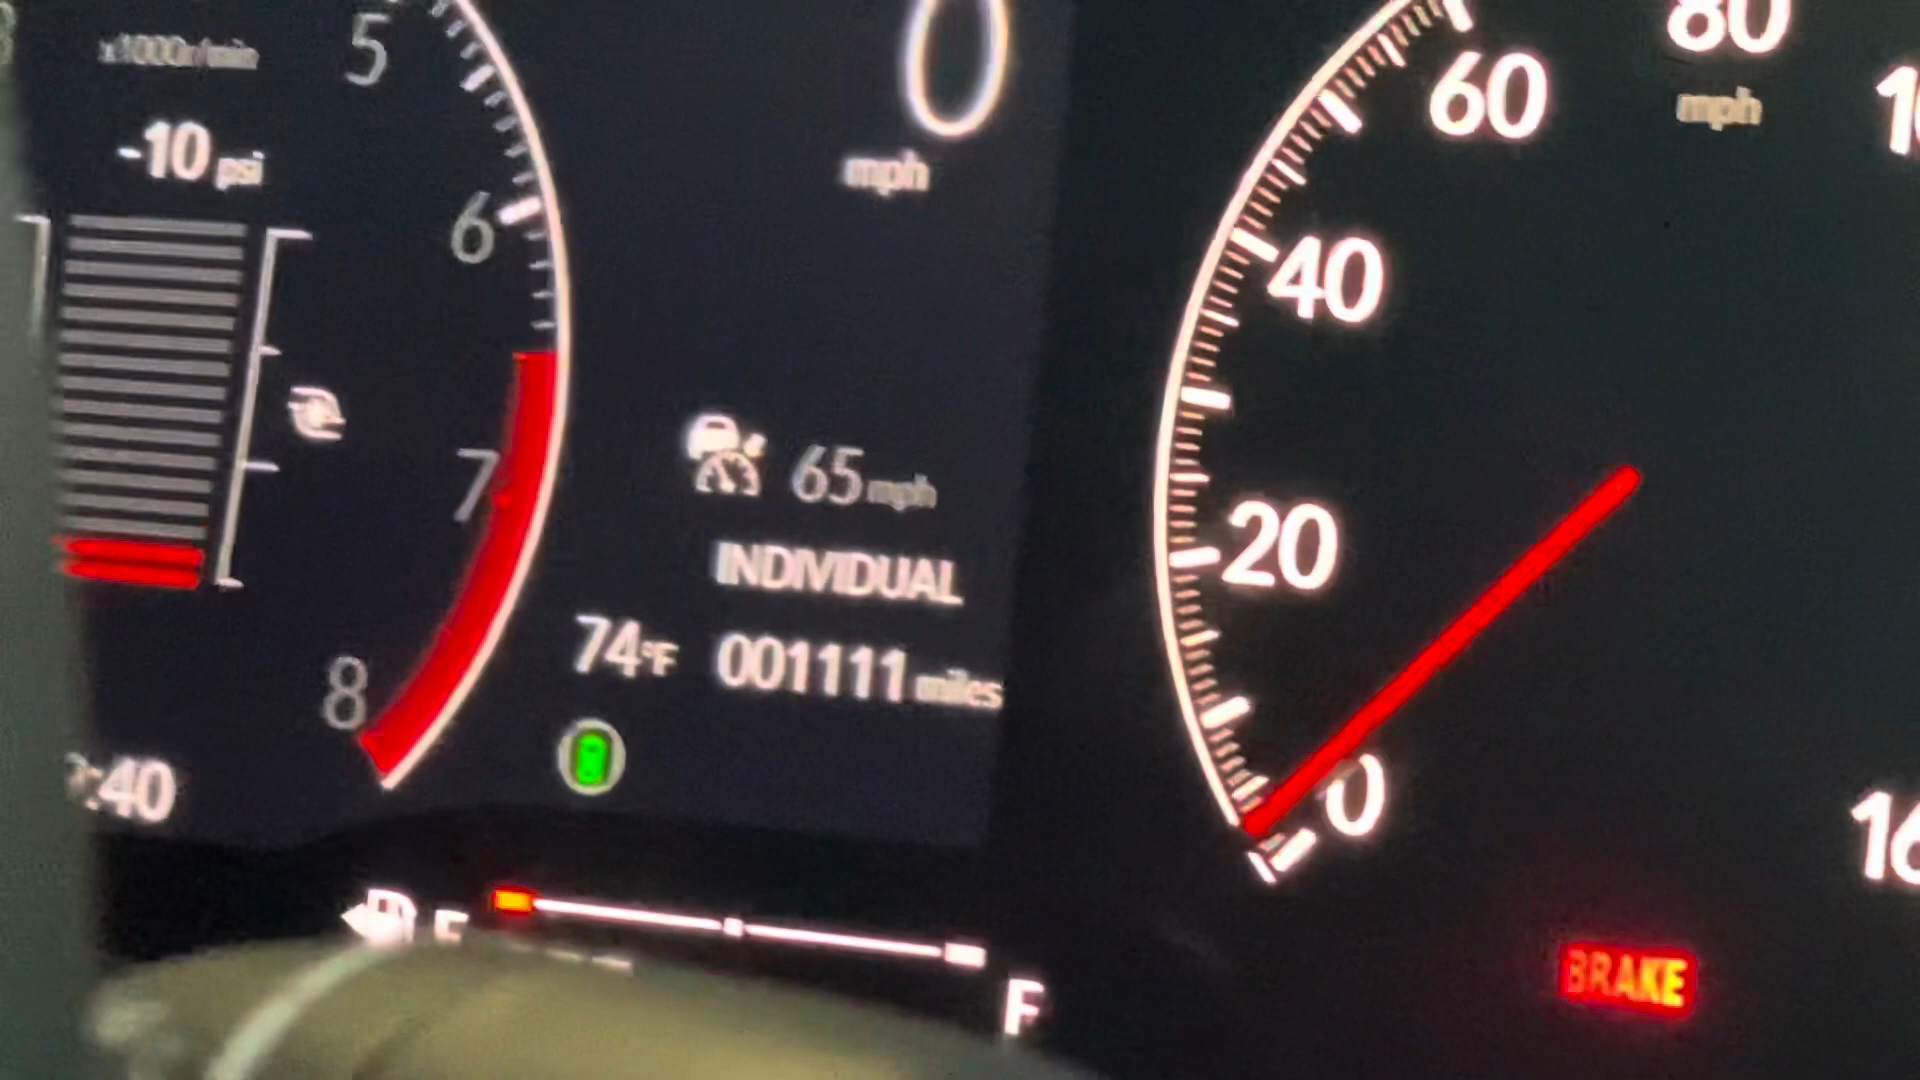 x1000r/min
5
0
80
60
mph
-10 psi
mph
6
40
7
65 mph
20
INDIVIDUAL
74°F
001111 miles
8
:40
0
F
BRAKE